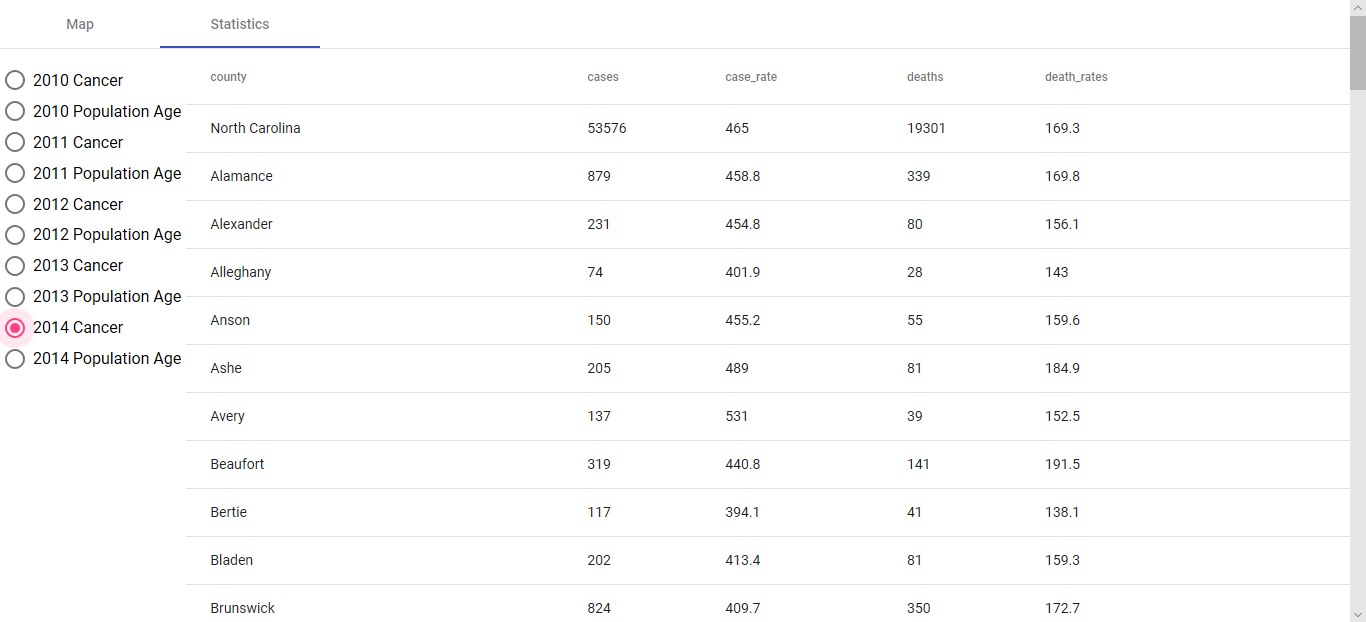 Map Statistics
2010 Cancer
2010 Population Age
2011 Cancer
2011 Population Age
2012 Cancer
2012 Population Age
2013 Cancer
2013 Population Age
2014 Cancer
2014 Population Age
county cases case_rate deaths death_rates
North Carolina 53576 465 19301 169.3
Alamance 879 458.8 339 169.8
Alexander 231 454.8 80 156.1
Alleghany 74 401.9 28 143
Anson 150 455.2 55 159.6
Ashe 205 489 81 184.9
Avery 137 531 39 152.5
Beaufort 319 440.8 141 191.5
Bertie 117 394.1 41 138.1
Bladen 202 413.4 81 159.3
Brunswick 824 409.7 350 172.7